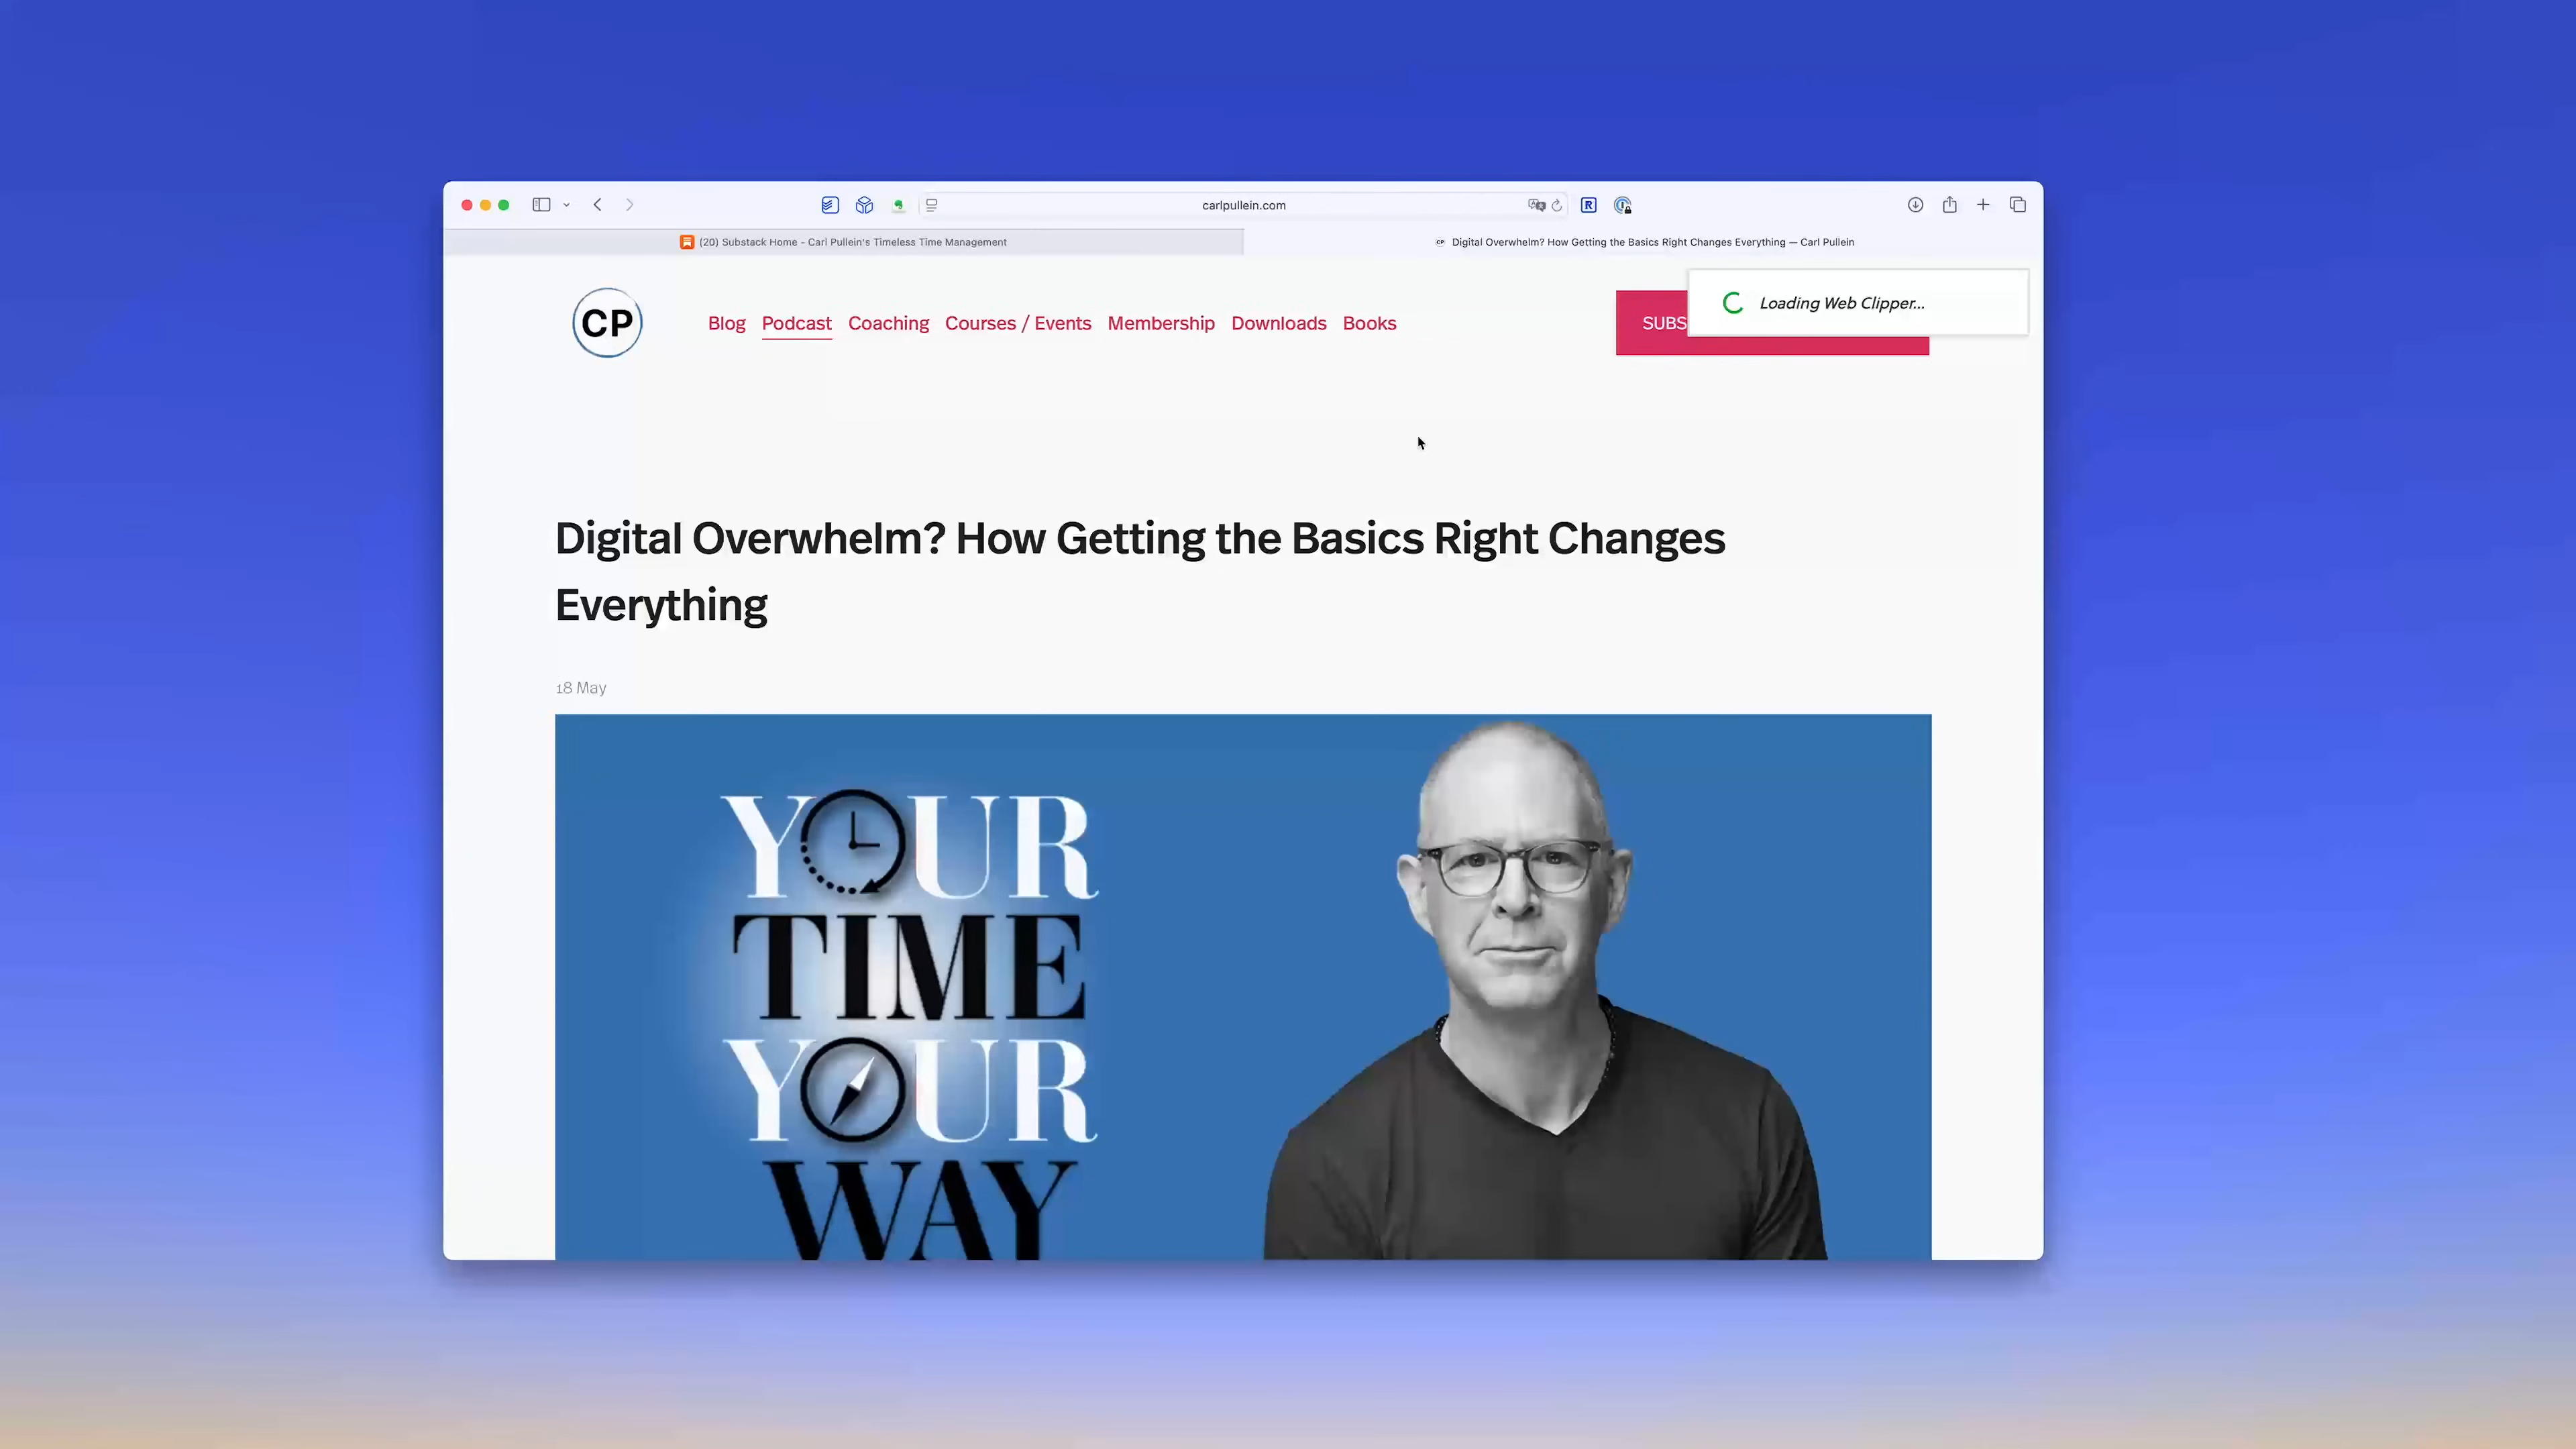 carlpullein.com
(20) Substack Home - Carl Pullein's Timeless Time Management
CP Digital Overwhelm? How Getting the Basics Right Changes Everything — Carl Pullein
CP
Blog Podcast Coaching Courses / Events Membership Downloads Books
SUBS
Loading Web Clipper...
Digital Overwhelm? How Getting the Basics Right Changes
Everything
18 May
YOUR
TIME
YOUR
WAY